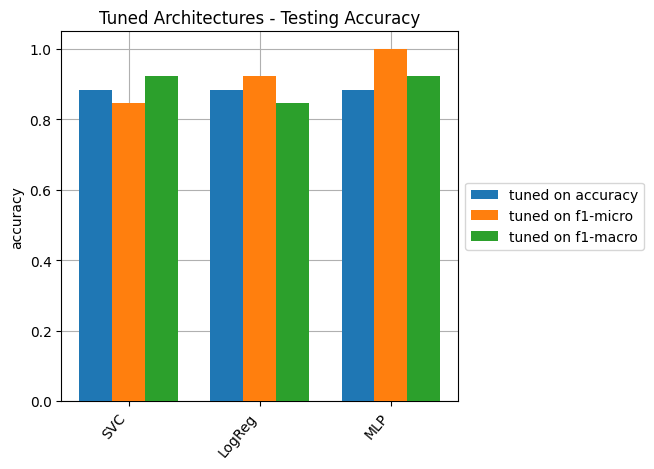 Tuned Architectures - Testing Accuracy
1.0
0.8
0.6
0.4
0.2
0.0
accuracy
SVC
LogReg
MLP
tuned on accuracy
tuned on f1-micro
tuned on f1-macro